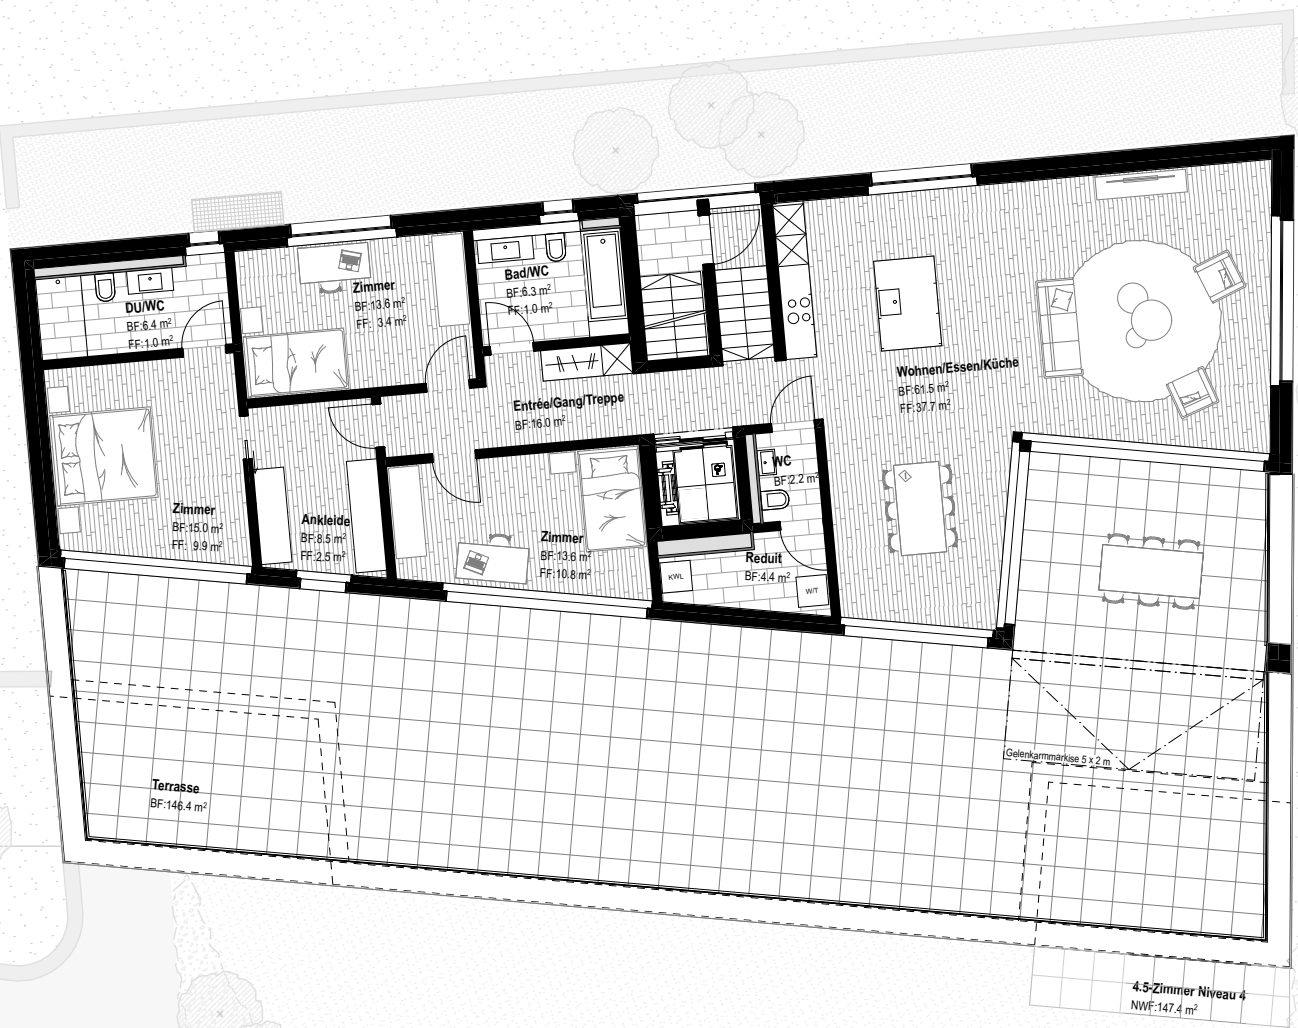 DU/WC
BF:6.4 m²
FF:1.0 m²
Zimmer
BF:13.6 m²
FF: 3.4 m²
Bad/WC
BF:6.3 m²
FF:1.0 m²
Wohnen/Essen/Küche
BF:61.5 m²
FF:37.7 m²
Entrée/Gang/Treppe
BF:16.0 m²
WC
BF:2.2 m²
Zimmer
BF:15.0 m²
FF: 9.9 m²
Ankleide
BF:8.5 m²
FF:2.5 m²
Zimmer
BF:13.6 m²
FF:10.8 m²
Reduit
BF:4.4 m²
KWL
W/T
Gelenkarmmarkise 5 x 2 m
Terrasse
BF:146.4 m²
4.5-Zimmer Niveau 4
NWF:147.4 m²